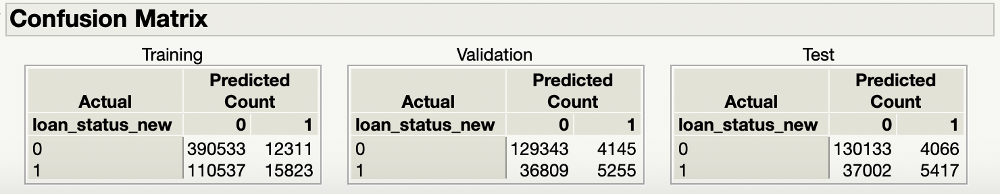 Confusion Matrix
Training Validation Test
Predicted Predicted Predicted
Actual Count Actual Count Actual Count
loan_status_new 0 1 loan_status_new 0 1 loan_status_new 0 1
0 390533 12311 0 129343 4145 0 130133 4066
1 110537 15823 1 36809 5255 1 37002 5417